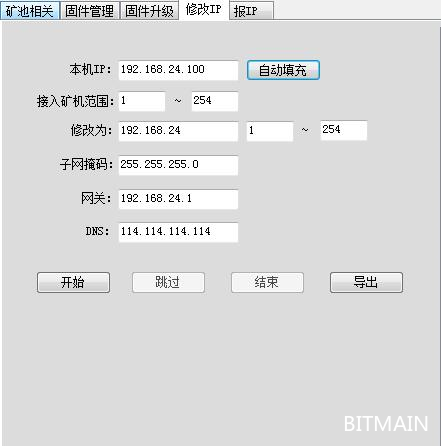 矿池相关 固件管理 固件升级 修改IP 报IP
本机IP: 192.168.24.100 自动填充
接入矿机范围: 1 ~ 254
修改为: 192.168.24 1 ~ 254
子网掩码: 255.255.255.0
网关: 192.168.24.1
DNS: 114.114.114.114
开始 跳过 结束 导出
BITMAIN